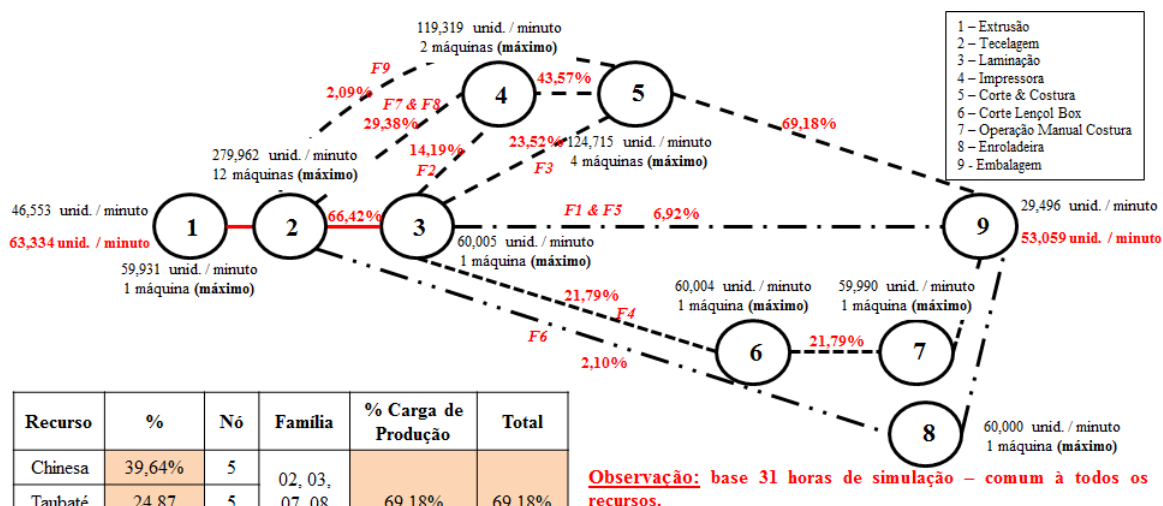 119,319 unid. / minuto
2 máquinas (máximo)
1 – Extrusão
2 – Tecelagem
3 – Laminação
4 – Impressora
5 – Corte & Costura
6 – Corte Lençol Box
7 – Operação Manual Costura
8 – Enroladeira
9 - Embalagem
F9
2,09%
4
43,57%
5
F7 & F8
29,38%
69,18%
23,52%
124,715 unid. / minuto
4 máquinas (máximo)
14,19%
F2
F3
279,962 unid. / minuto
12 máquinas (máximo)
46,553 unid. / minuto
63,334 unid. / minuto
1
2
66,42%
3
F1 & F5
6,92%
9
29,496 unid. / minuto
53,059 unid. / minuto
59,931 unid. / minuto
1 máquina (máximo)
60,005 unid. / minuto
1 máquina (máximo)
21,79%
F4
F6
2,10%
60,004 unid. / minuto
1 máquina (máximo)
59,990 unid. / minuto
1 máquina (máximo)
6
21,79%
7
8
60,000 unid. / minuto
1 máquina (máximo)
Recurso % Nó Família % Carga de Produção Total
Chinesa 39,64% 5 02, 03,
Taubaté 24,87 5 07, 08 69,18% 69,18%
Observação: base 31 horas de simulação – comum à todos os
recursos.